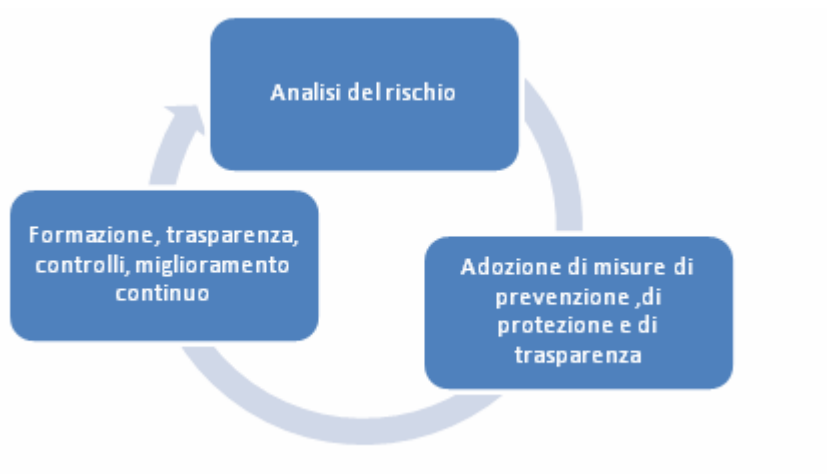 Analisi del rischio
Formazione, trasparenza,
controlli, miglioramento
continuo
Adozione di misure di
prevenzione ,di
protezione e di
trasparenza